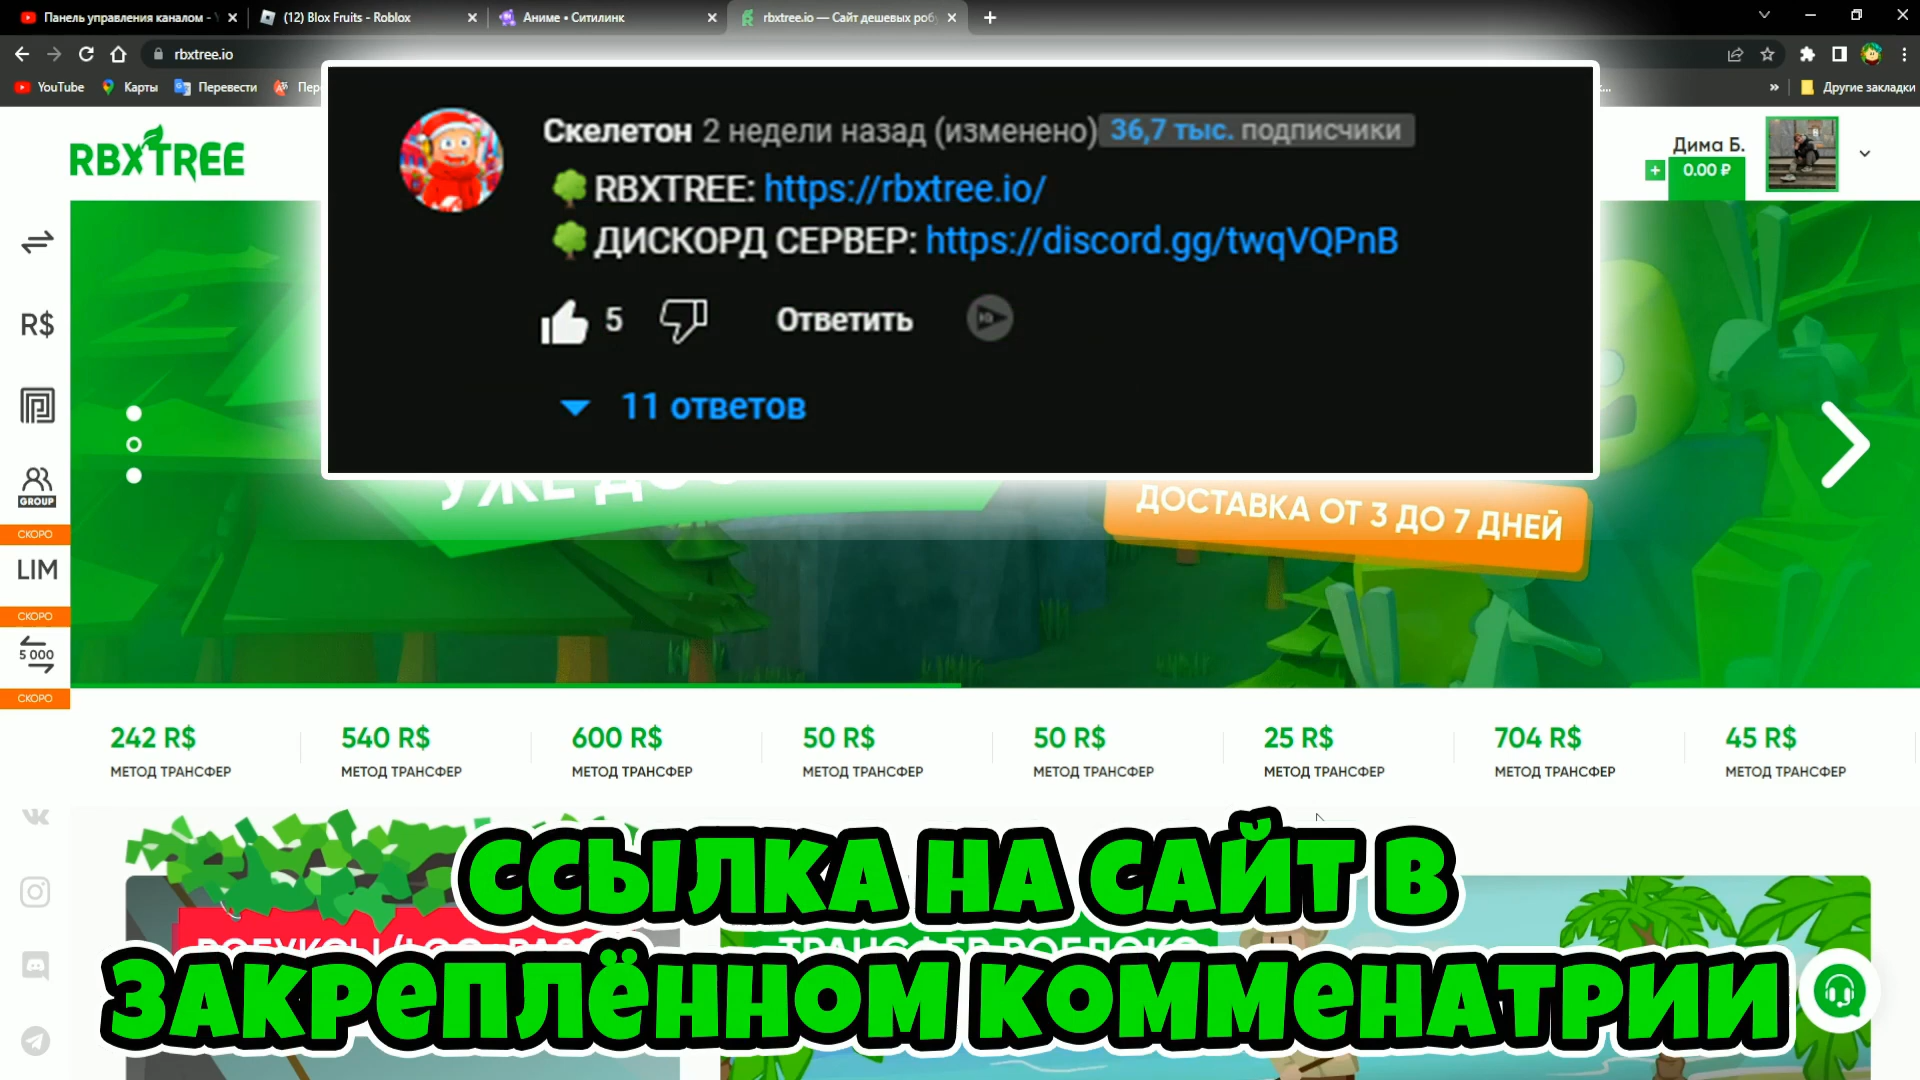 Панель управления каналом -
(12) Blox Fruits - Roblox
Аниме • Ситилинк
rbxtree.io — Сайт дешевых роб
rbxtree.io
YouTube
Карты
Перевести
Другие закладки
RBXTREE
Дима Б.
0.00 ₽
Скелетон 2 недели назад (изменено) 36,7 тыс. подписчики
RBXTREE: https://rbxtree.io/
ДИСКОРД СЕРВЕР: https://discord.gg/twqVQPnB
5 Ответить
11 ответов
R$
GROUP
СКОРО
LIM
СКОРО
5 000
СКОРО
УЖЕ
ДОСТАВКА ОТ 3 ДО 7 ДНЕЙ
242 R$
МЕТОД ТРАНСФЕР
540 R$
МЕТОД ТРАНСФЕР
600 R$
МЕТОД ТРАНСФЕР
50 R$
МЕТОД ТРАНСФЕР
50 R$
МЕТОД ТРАНСФЕР
25 R$
МЕТОД ТРАНСФЕР
704 R$
МЕТОД ТРАНСФЕР
45 R$
МЕТОД ТРАНСФЕР
ССЫЛКА НА САЙТ В
ЗАКРЕПЛЁННОМ КОММЕНАТРИИ